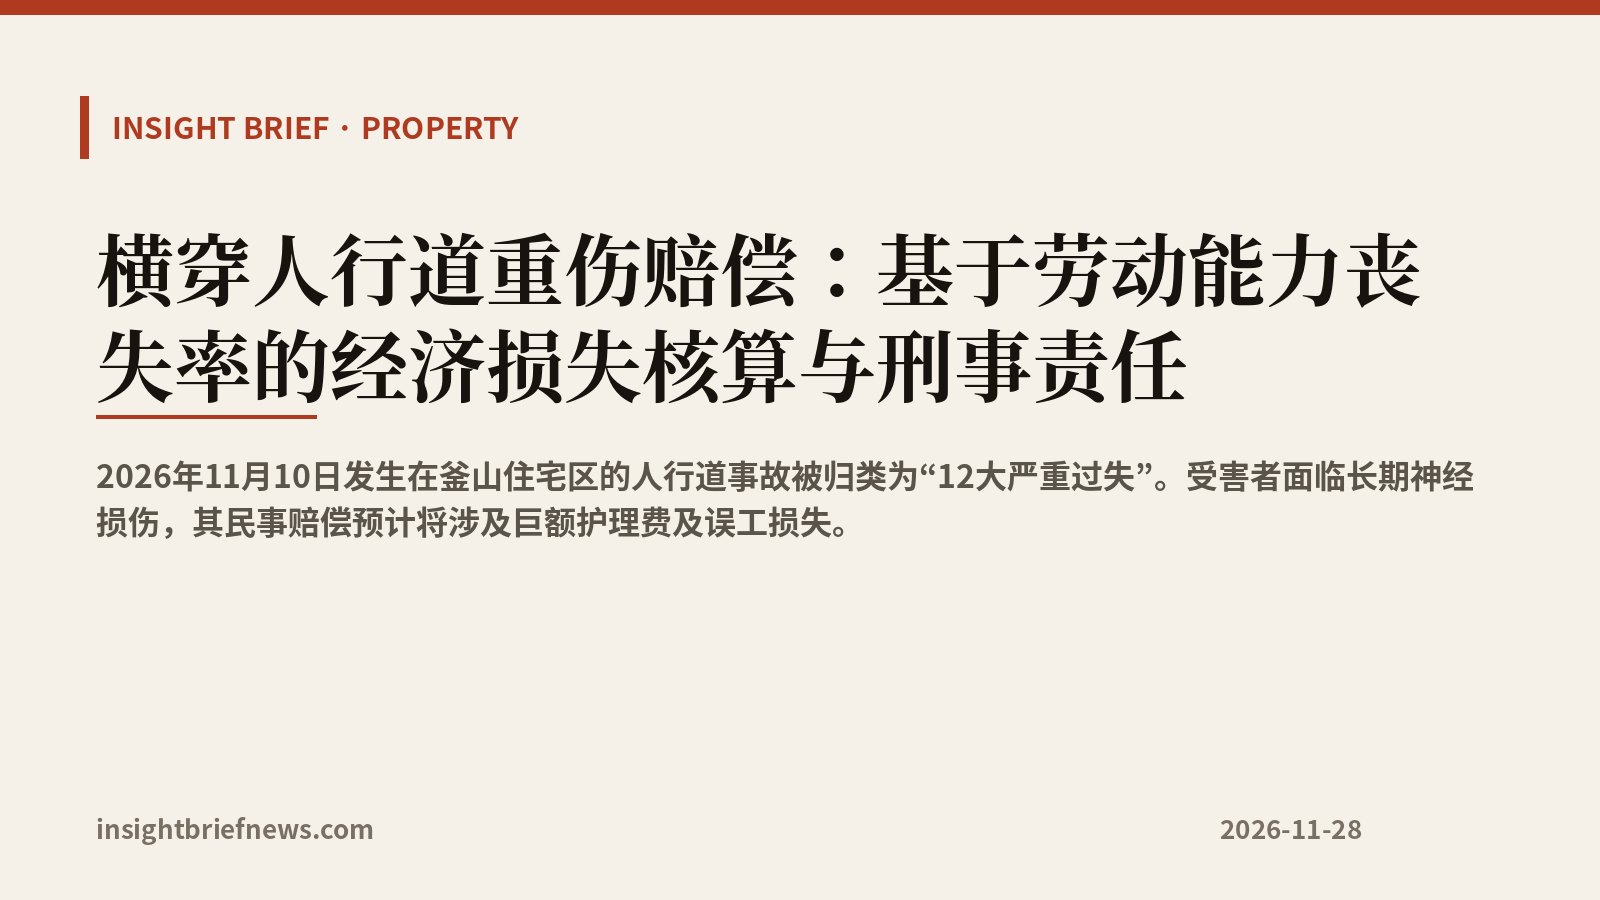 INSIGHT BRIEF · PROPERTY
横穿人行道重伤赔偿：基于劳动能力丧
失率的经济损失核算与刑事责任
2026年11月10日发生在釜山住宅区的人行道事故被归类为“12大严重过失”。受害者面临长期神经
损伤，其民事赔偿预计将涉及巨额护理费及误工损失。
insightbriefnews.com
2026-11-28